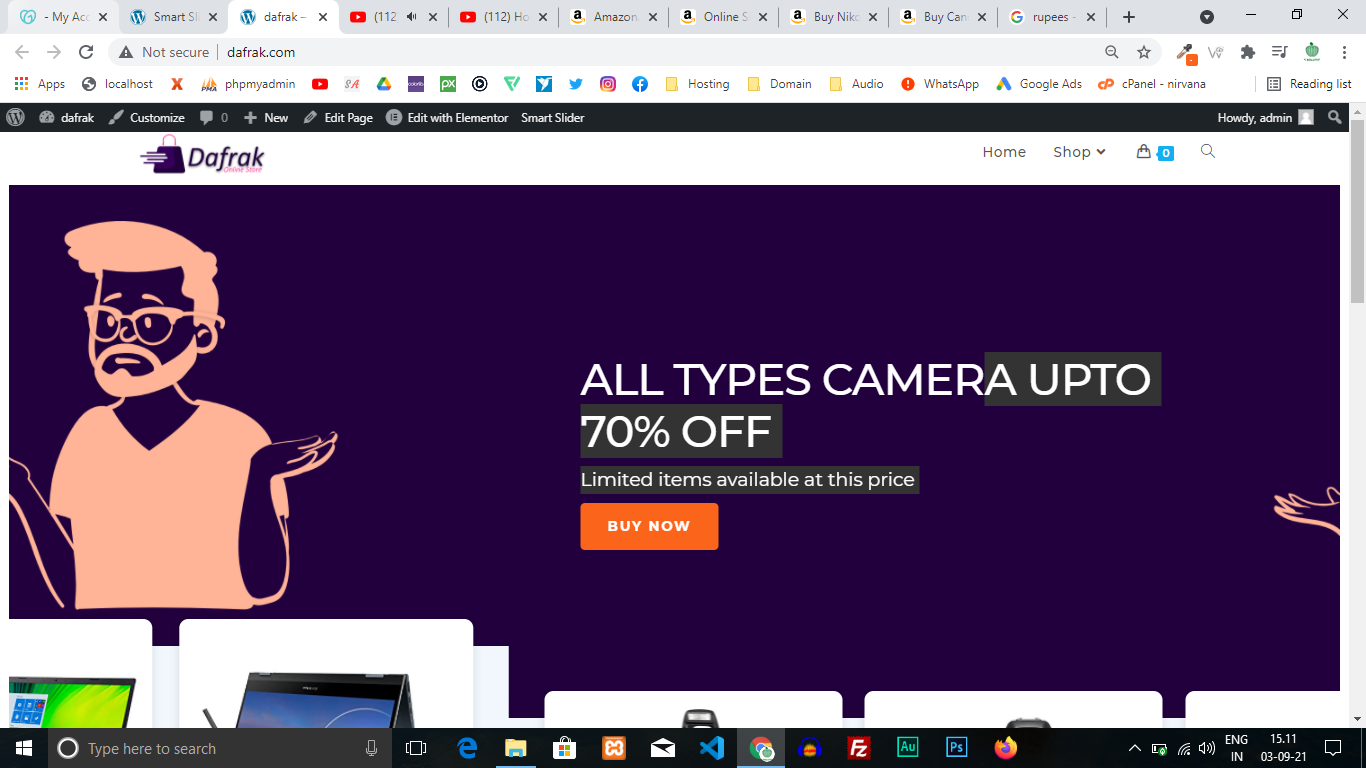 - My Acc
Smart Sli
dafrak –
(112
(112) Ho
Amazon.
Online S
Buy Niko
Buy Can
rupees -
Not secure
dafrak.com
Apps
localhost
phpmyadmin
Hosting
Domain
Audio
WhatsApp
Google Ads
cPanel - nirvana
Reading list
dafrak
Customize
0
New
Edit Page
Edit with Elementor
Smart Slider
Howdy, admin
Dafrak
Online Store
Home
Shop
0
ALL TYPES CAMERA UPTO
70% OFF
Limited items available at this price
BUY NOW
Type here to search
ENG
IN
15.11
03-09-21